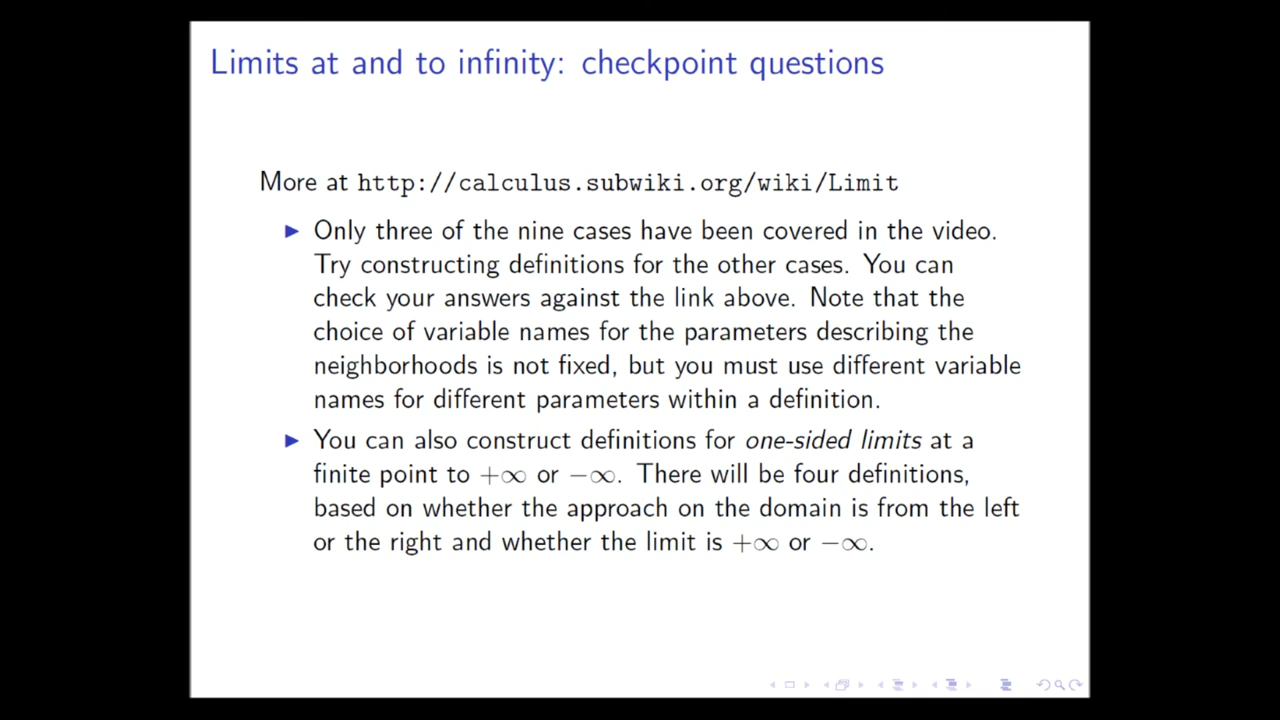 Limits at and to infinity: checkpoint questions
More at http://calculus.subwiki.org/wiki/Limit
▶ Only three of the nine cases have been covered in the video.
Try constructing definitions for the other cases. You can
check your answers against the link above. Note that the
choice of variable names for the parameters describing the
neighborhoods is not fixed, but you must use different variable
names for different parameters within a definition.
▶ You can also construct definitions for one-sided limits at a
finite point to +∞ or −∞. There will be four definitions,
based on whether the approach on the domain is from the left
or the right and whether the limit is +∞ or −∞.